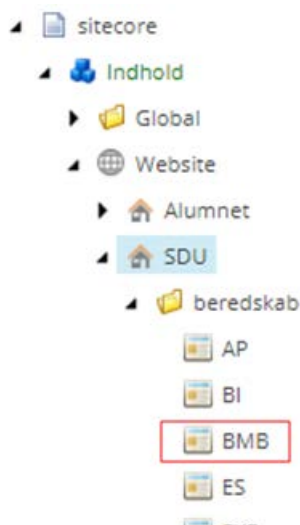 sitecore
Indhold
Global
Website
Alumnet
SDU
beredskab
AP
BI
BMB
ES